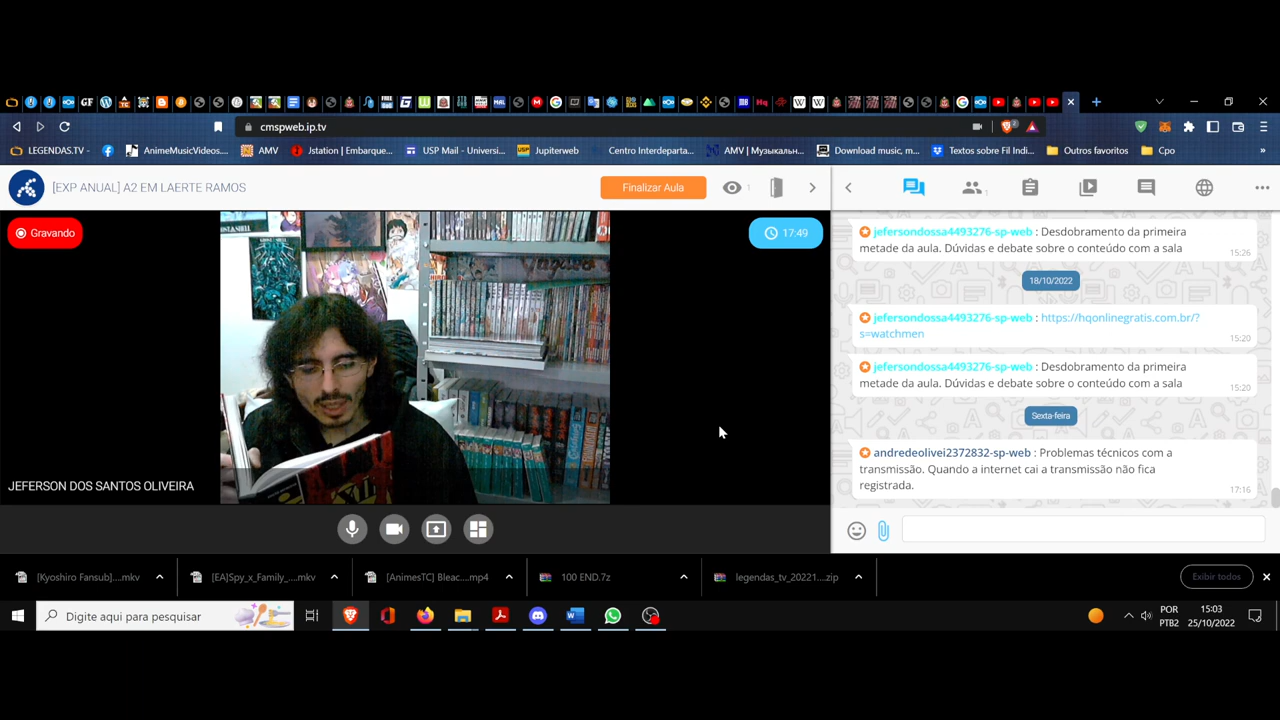 cmspweb.ip.tv
2
LEGENDAS.TV -
AnimeMusicVideos...
AMV
Jstation | Embarque...
USP Mail - Universi...
Jupiterweb
Centro Interdeparta...
AMV | Музыкальн...
Download music, m...
Textos sobre Fil Indi...
Outros favoritos
Cpo
»
[EXP ANUAL] A2 EM LAERTE RAMOS
Finalizar Aula
1
1
Gravando
17:49
JEFERSON DOS SANTOS OLIVEIRA
jefersondossa4493276-sp-web : Desdobramento da primeira
metade da aula. Dúvidas e debate sobre o conteúdo com a sala
15:26
18/10/2022
jefersondossa4493276-sp-web : https://hqonlinegratis.com.br/?
s=watchmen
15:20
jefersondossa4493276-sp-web : Desdobramento da primeira
metade da aula. Dúvidas e debate sobre o conteúdo com a sala
15:20
Sexta-feira
andredeolivei2372832-sp-web : Problemas técnicos com a
transmissão. Quando a internet cai a transmissão não fica
registrada.
17:16
[Kyoshiro Fansub]....mkv
[EA]Spy_x_Family_....mkv
[AnimesTC] Bleac....mp4
100 END.7z
legendas_tv_20221....zip
Exibir todos
Digite aqui para pesquisar
POR
PTB2
15:03
25/10/2022